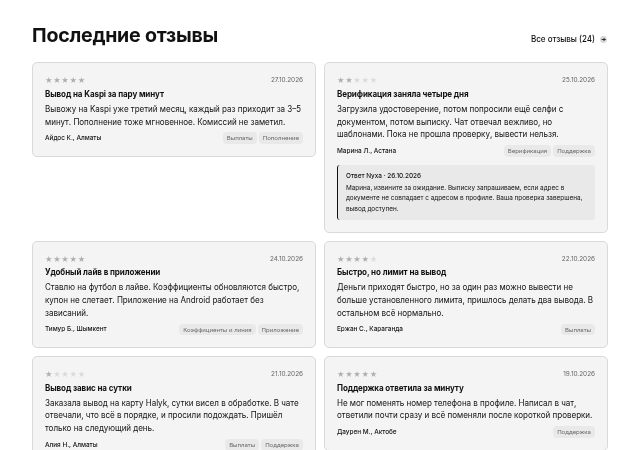 Последние отзывы
Все отзывы (24)
27.10.2026
Вывод на Kaspi за пару минут
Вывожу на Kaspi уже третий месяц, каждый раз приходит за 3–5
минут. Пополнение тоже мгновенное. Комиссий не заметил.
Айдос К., Алматы
Выплаты
Пополнение
25.10.2026
Верификация заняла четыре дня
Загрузила удостоверение, потом попросили ещё селфи с
документом, потом выписку. Чат отвечал вежливо, но
шаблонами. Пока не прошла проверку, вывести нельзя.
Марина Л., Астана
Верификация
Поддержка
Ответ Nyxa · 26.10.2026
Марина, извините за ожидание. Выписку запрашиваем, если адрес в
документе не совпадает с адресом в профиле. Ваша проверка завершена,
вывод доступен.
24.10.2026
Удобный лайв в приложении
Ставлю на футбол в лайве. Коэффициенты обновляются быстро,
купон не слетает. Приложение на Android работает без
зависаний.
Тимур Б., Шымкент
Коэффициенты и линия
Приложение
22.10.2026
Быстро, но лимит на вывод
Деньги приходят быстро, но за один раз можно вывести не
больше установленного лимита, пришлось делать два вывода. В
остальном всё нормально.
Ержан С., Караганда
Выплаты
21.10.2026
Вывод завис на сутки
Заказала вывод на карту Halyk, сутки висел в обработке. В чате
отвечали, что всё в порядке, и просили подождать. Пришёл
только на следующий день.
Алия Н., Алматы
Выплаты
Поддержка
19.10.2026
Поддержка ответила за минуту
Не мог поменять номер телефона в профиле. Написал в чат,
ответили почти сразу и всё поменяли после короткой проверки.
Даурен М., Актобе
Поддержка